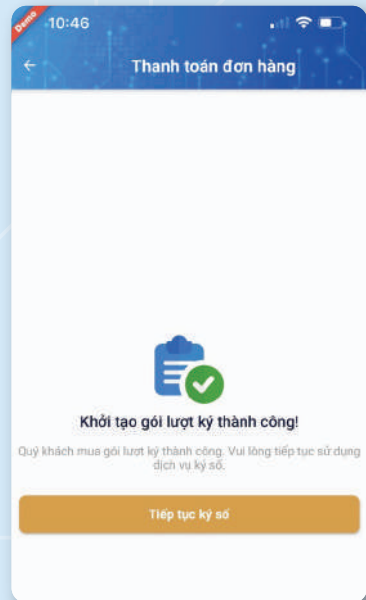 Demo
10:46
Thanh toán đơn hàng
Khởi tạo gói lượt ký thành công!
Quý khách mua gói lượt ký thành công. Vui lòng tiếp tục sử dụng
dịch vụ ký số.
Tiếp tục ký số